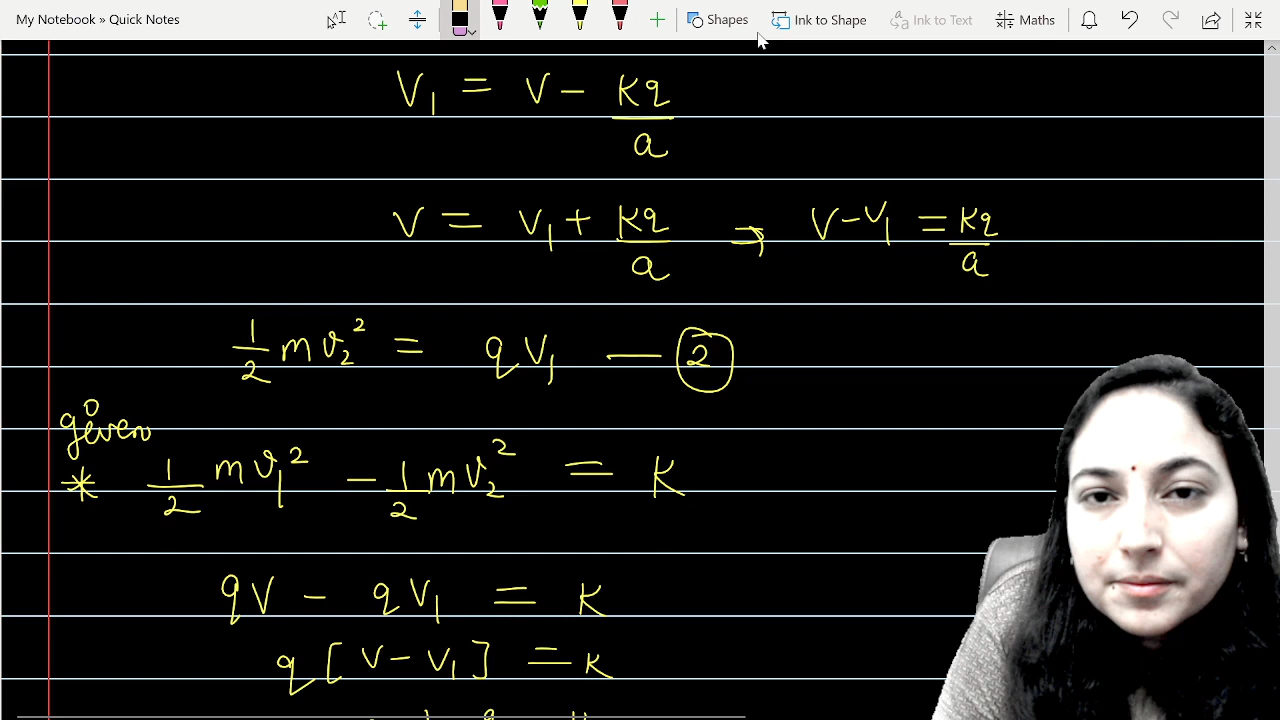 My Notebook » Quick Notes
Shapes
Ink to Shape
Ink to Text
Maths
V₁ = V - Kq/a
V = V₁ + Kq/a → V - V₁ = Kq/a
1/2 mv₂² = qV₁ — ②
given
* 1/2 mv₁² - 1/2 mv₂² = K
qV - qV₁ = K
q[V - V₁] = K